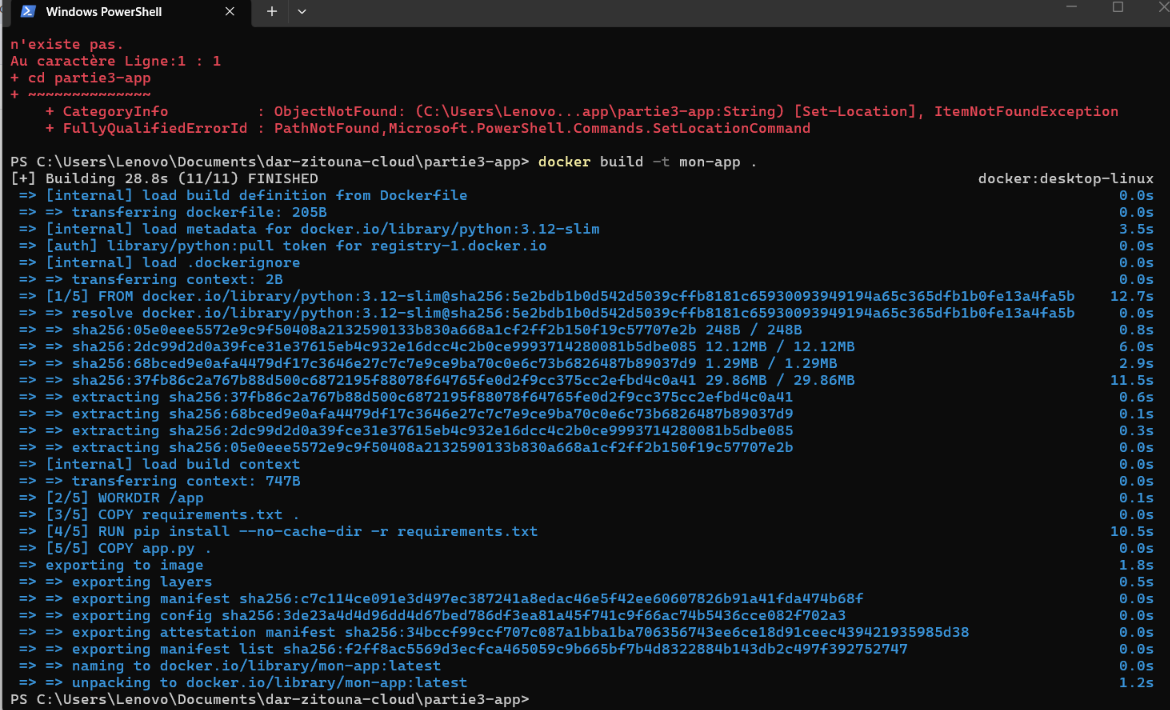 Windows PowerShell
n'existe pas.
Au caractère Ligne:1 : 1
+ cd partie3-app
+ ~~~~~~~~~~~~~~
    + CategoryInfo          : ObjectNotFound: (C:\Users\Lenovo...app\partie3-app:String) [Set-Location], ItemNotFoundException
    + FullyQualifiedErrorId : PathNotFound,Microsoft.PowerShell.Commands.SetLocationCommand
PS C:\Users\Lenovo\Documents\dar-zitouna-cloud\partie3-app> docker build -t mon-app .
[+] Building 28.8s (11/11) FINISHED docker:desktop-linux
=> [internal] load build definition from Dockerfile 0.0s
=> => transferring dockerfile: 205B 0.0s
=> [internal] load metadata for docker.io/library/python:3.12-slim 3.5s
=> [auth] library/python:pull token for registry-1.docker.io 0.0s
=> [internal] load .dockerignore 0.0s
=> => transferring context: 2B 0.0s
=> [1/5] FROM docker.io/library/python:3.12-slim@sha256:5e2bdb1b0d542d5039cffb8181c65930093949194a65c365dfb1b0fe13a4fa5b 12.7s
=> => resolve docker.io/library/python:3.12-slim@sha256:5e2bdb1b0d542d5039cffb8181c65930093949194a65c365dfb1b0fe13a4fa5b 0.0s
=> => sha256:05e0eee5572e9c9f50408a2132590133b830a668a1cf2ff2b150f19c57707e2b 248B / 248B 0.8s
=> => sha256:2dc99d2d0a39fce31e37615eb4c932e16dcc4c2b0ce9993714280081b5dbe085 12.12MB / 12.12MB 6.0s
=> => sha256:68bced9e0afa4479df17c3646e27c7c7e9ce9ba70c0e6c73b6826487b89037d9 1.29MB / 1.29MB 2.9s
=> => sha256:37fb86c2a767b88d500c6872195f88078f64765fe0d2f9cc375cc2efbd4c0a41 29.86MB / 29.86MB 11.5s
=> => extracting sha256:37fb86c2a767b88d500c6872195f88078f64765fe0d2f9cc375cc2efbd4c0a41 0.6s
=> => extracting sha256:68bced9e0afa4479df17c3646e27c7c7e9ce9ba70c0e6c73b6826487b89037d9 0.1s
=> => extracting sha256:2dc99d2d0a39fce31e37615eb4c932e16dcc4c2b0ce9993714280081b5dbe085 0.3s
=> => extracting sha256:05e0eee5572e9c9f50408a2132590133b830a668a1cf2ff2b150f19c57707e2b 0.0s
=> [internal] load build context 0.0s
=> => transferring context: 747B 0.0s
=> [2/5] WORKDIR /app 0.1s
=> [3/5] COPY requirements.txt . 0.0s
=> [4/5] RUN pip install --no-cache-dir -r requirements.txt 10.5s
=> [5/5] COPY app.py . 0.0s
=> exporting to image 1.8s
=> => exporting layers 0.5s
=> => exporting manifest sha256:c7c114ce091e3d497ec387241a8edac46e5f42ee60607826b91a41fda474b68f 0.0s
=> => exporting config sha256:3de23a4d4d96dd4d67bed786df3ea81a45f741c9f66ac74b5436cce082f702a3 0.0s
=> => exporting attestation manifest sha256:34bccf99ccf707c087a1bba1ba706356743ee6ce18d91ceec439421935985d38 0.0s
=> => exporting manifest list sha256:f2ff8ac5569d3ecfca465059c9b665bf7b4d8322884b143db2c497f392752747 0.0s
=> => naming to docker.io/library/mon-app:latest 0.0s
=> => unpacking to docker.io/library/mon-app:latest 1.2s
PS C:\Users\Lenovo\Documents\dar-zitouna-cloud\partie3-app>